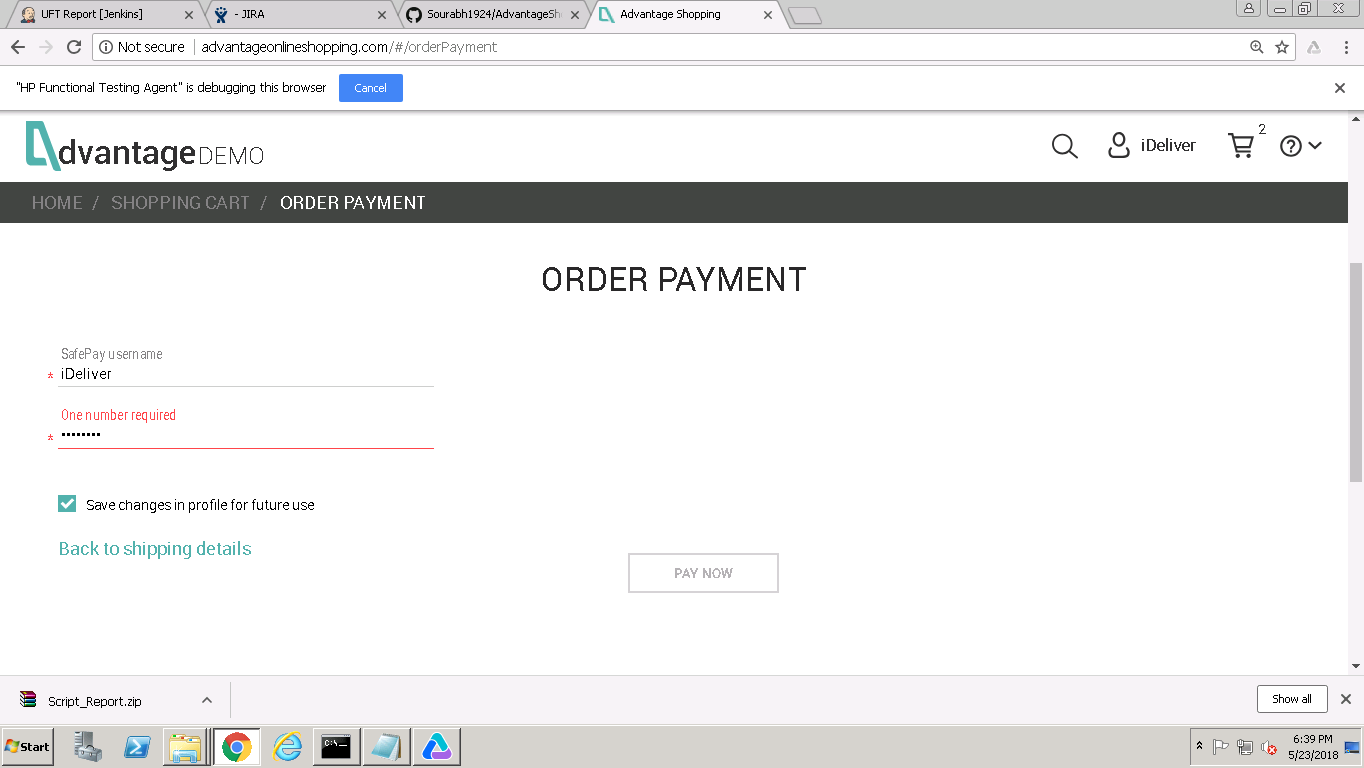 UFT Report [Jenkins]
- JIRA
Sourabh1924/AdvantageSh
Advantage Shopping
Not secure
advantageonlineshopping.com/#/orderPayment
"HP Functional Testing Agent" is debugging this browser
Cancel
dvantage DEMO
iDeliver
2
HOME / SHOPPING CART / ORDER PAYMENT
ORDER PAYMENT
SafePay username
* iDeliver
One number required
* ••••••••
Save changes in profile for future use
Back to shipping details
PAY NOW
Script_Report.zip
Show all
Start
C:\_
6:39 PM
5/23/2018